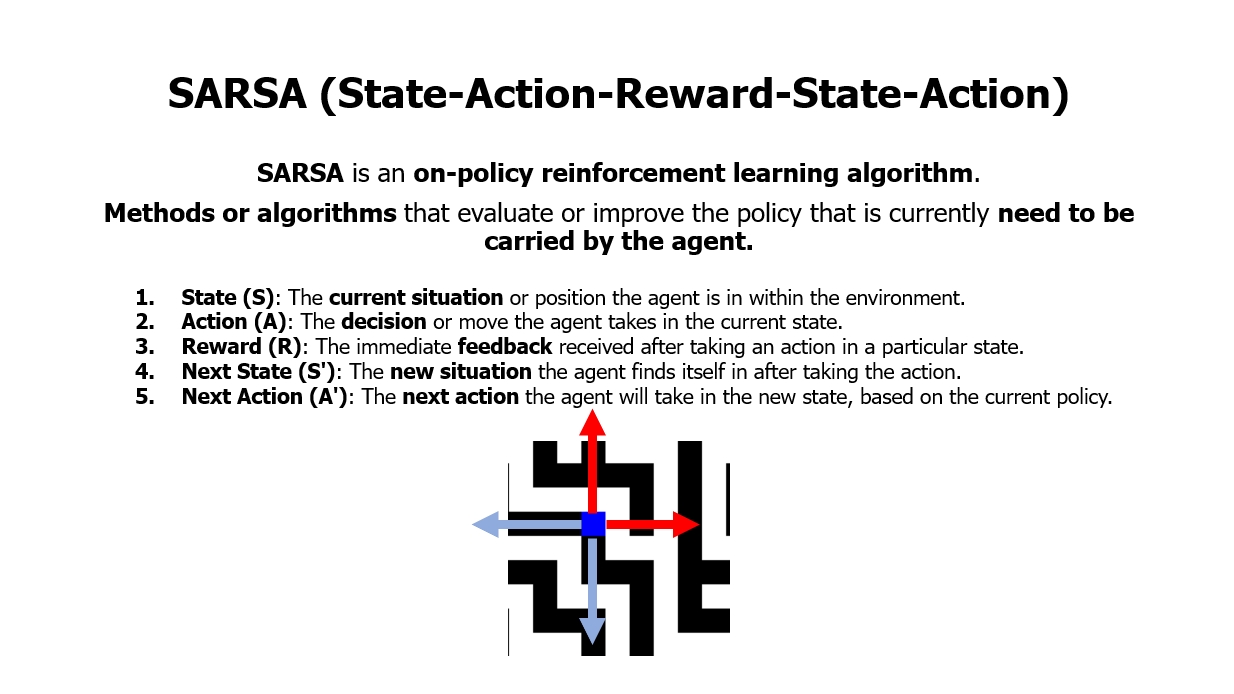 SARSA (State-Action-Reward-State-Action)
SARSA is an on-policy reinforcement learning algorithm.
Methods or algorithms that evaluate or improve the policy that is currently need to be
carried by the agent.
1. State (S): The current situation or position the agent is in within the environment.
2. Action (A): The decision or move the agent takes in the current state.
3. Reward (R): The immediate feedback received after taking an action in a particular state.
4. Next State (S'): The new situation the agent finds itself in after taking the action.
5. Next Action (A'): The next action the agent will take in the new state, based on the current policy.